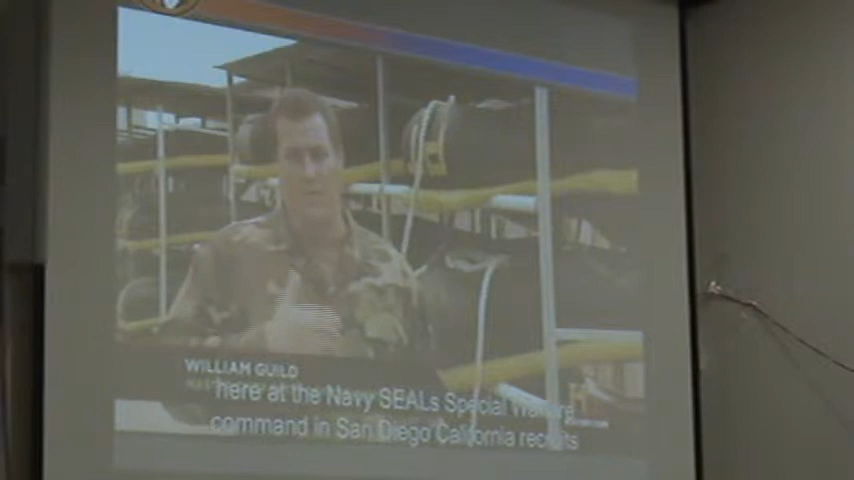 WILLIAM GUILD
here at the Navy SEALs Special Warfare
command in San Diego California recruits